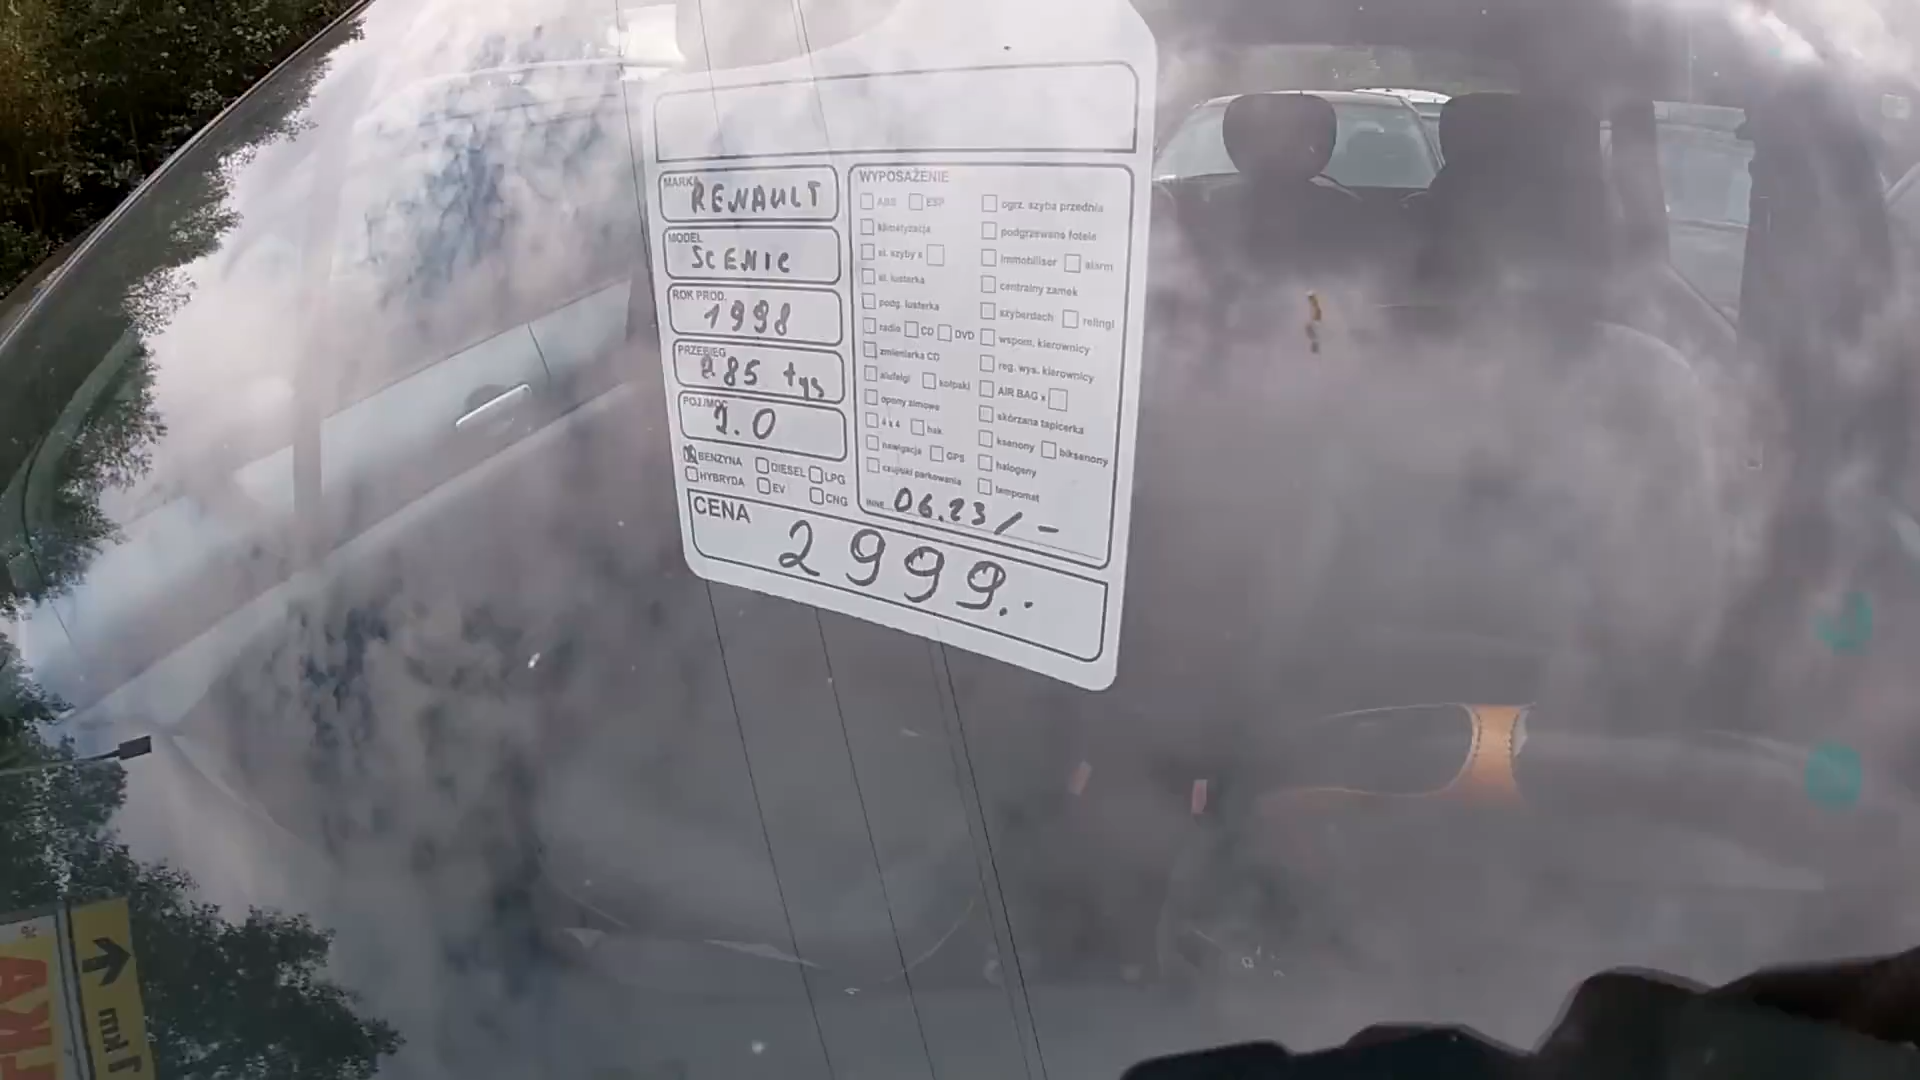 MARKA RENAULT
MODEL SCENIC
ROK PROD. 1998
PRZEBIEG 285 tys
POJ./MOC
BENZYNA DIESEL LPG
HYBRYDA EV CNG
WYPOSAŻENIE
ABS ESP
klimatyzacja
el. szyby x
el. lusterka
podg. lusterka
radio CD DVD
zmieniarka CD
alufelgi kołpaki
opony zimowe
4x4 hak
nawigacja GPS
czujniki parkowania
ogrz. szyba przednia
podgrzewane fotele
immobiliser alarm
centralny zamek
szyberdach relingi
wspom. kierownicy
reg. wys. kierownicy
AIR BAG x
skórzana tapicerka
ksenony biksenony
halogeny
tempomat
INNE 06.23/-
CENA
2999.-